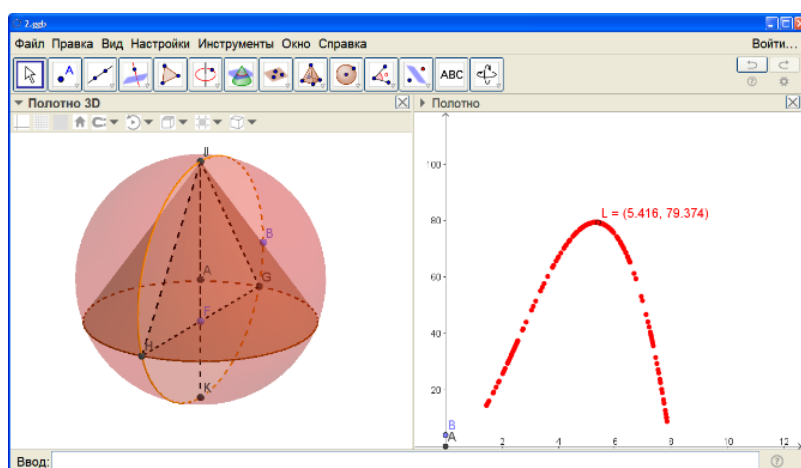 2.ggb
Файл Правка Вид Настройки Инструменты Окно Справка
Войти...
ABC
Полотно 3D
Полотно
A
B
G
F
H
K
100
80
60
40
20
L = (5.416, 79.374)
B
A
2 4 6 8 10 12
Ввод: